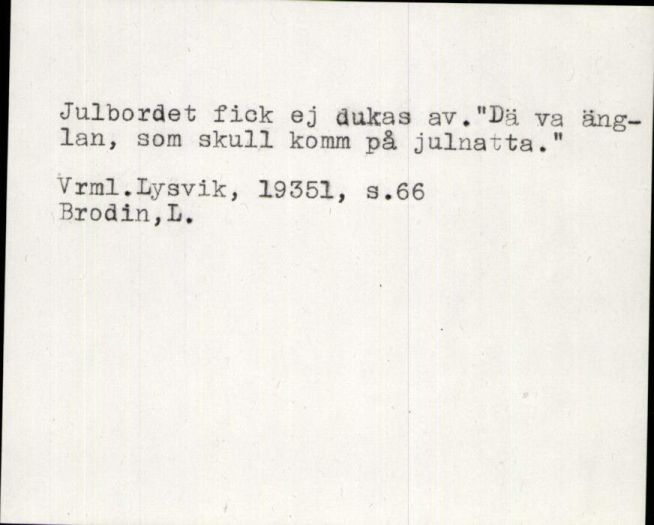 Julbordet fick ej dukas av."Dä va äng-
lan, som skull komm på julnatta."
Vrml.Lysvik, 19351, s.66
Brodin,L.